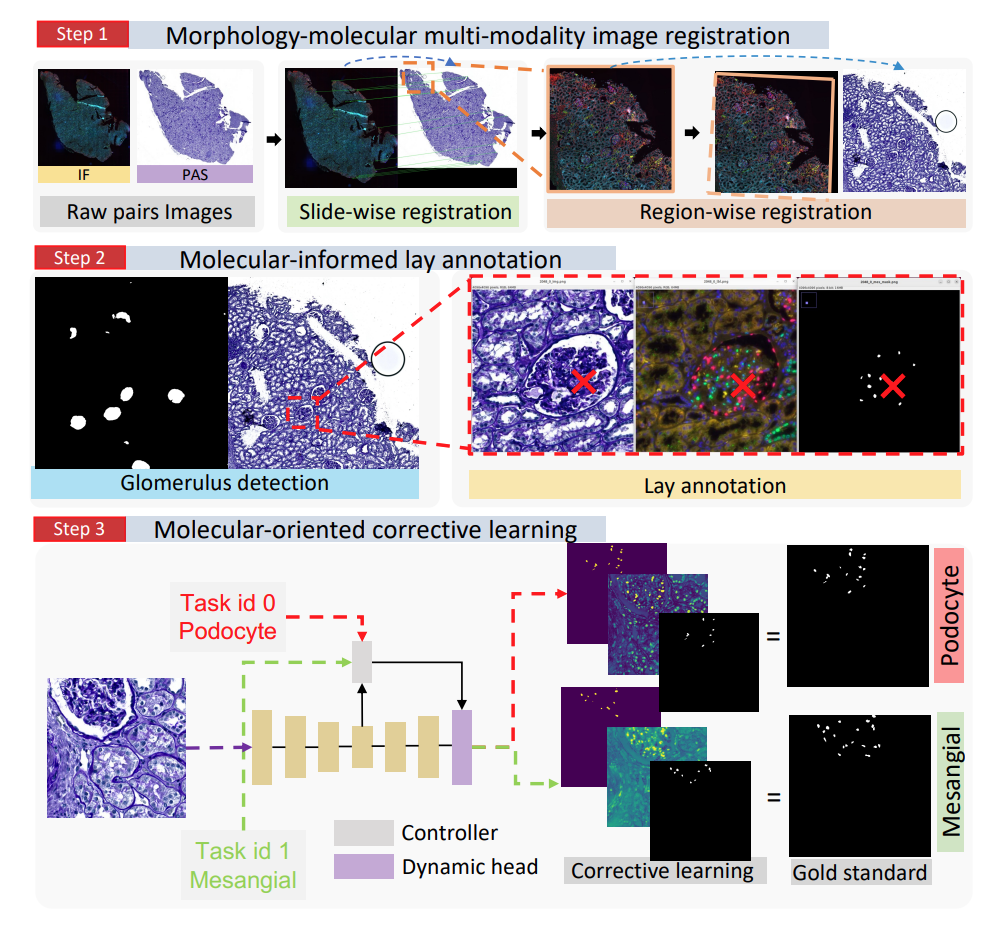 Step 1
Morphology-molecular multi-modality image registration
IF
PAS
Raw pairs Images
Slide-wise registration
Region-wise registration
Step 2
Molecular-informed lay annotation
Glomerulus detection
Lay annotation
Step 3
Molecular-oriented corrective learning
Task id 0
Podocyte
Task id 1
Mesangial
Controller
Dynamic head
=
=
Corrective learning
Gold standard
Podocyte
Mesangial